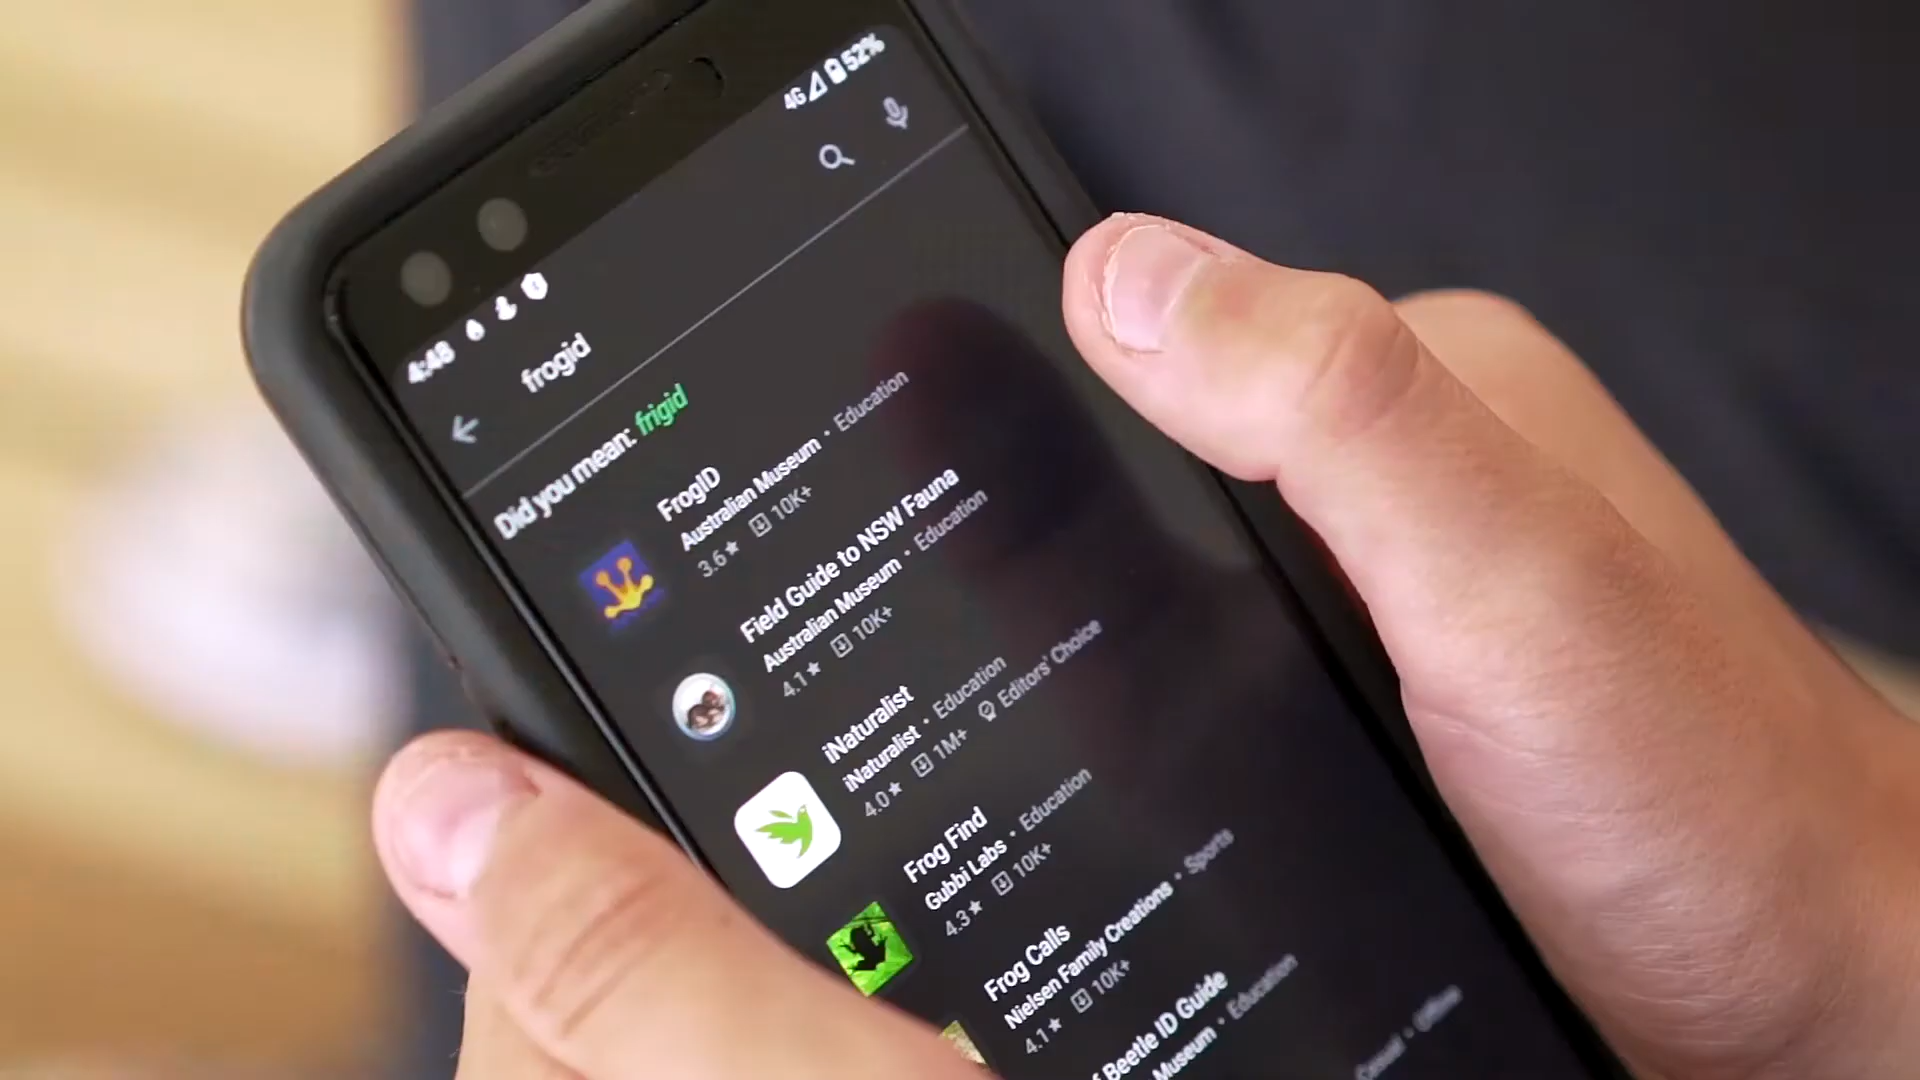 4:48
4G 52%
frogid
Did you mean: frigid
FrogID
Australian Museum • Education
3.6★ 10K+
Field Guide to NSW Fauna
Australian Museum • Education
4.1★ 10K+
iNaturalist
iNaturalist • Education
4.0★ 1M+ Editors' Choice
Frog Find
Gubbi Labs • Education
4.3★ 10K+
Frog Calls
Nielsen Family Creations • Sports
4.1★ 10K+
f Beetle ID Guide
Museum • Education
Casual • Offline